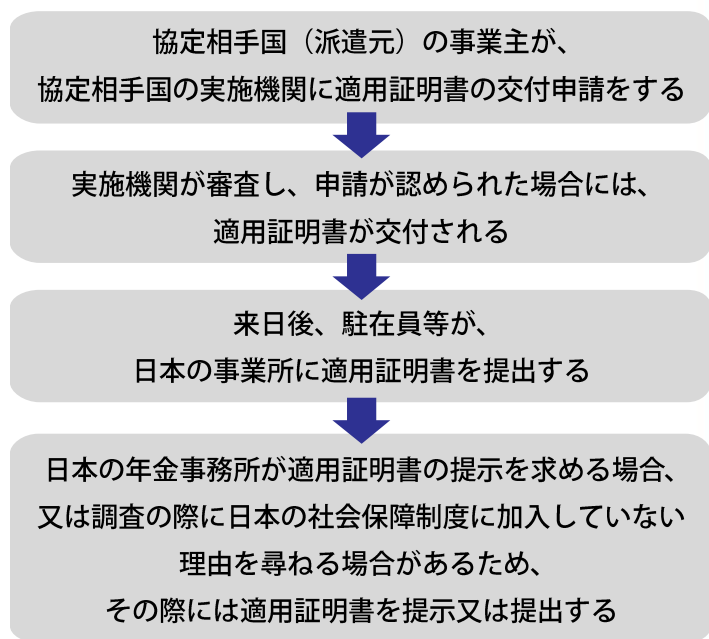 協定相手国（派遣元）の事業主が、
協定相手国の実施機関に適用証明書の交付申請をする
実施機関が審査し、申請が認められた場合には、
適用証明書が交付される
来日後、駐在員等が、
日本の事業所に適用証明書を提出する
日本の年金事務所が適用証明書の提示を求める場合、
又は調査の際に日本の社会保障制度に加入していない
理由を尋ねる場合があるため、
その際には適用証明書を提示又は提出する